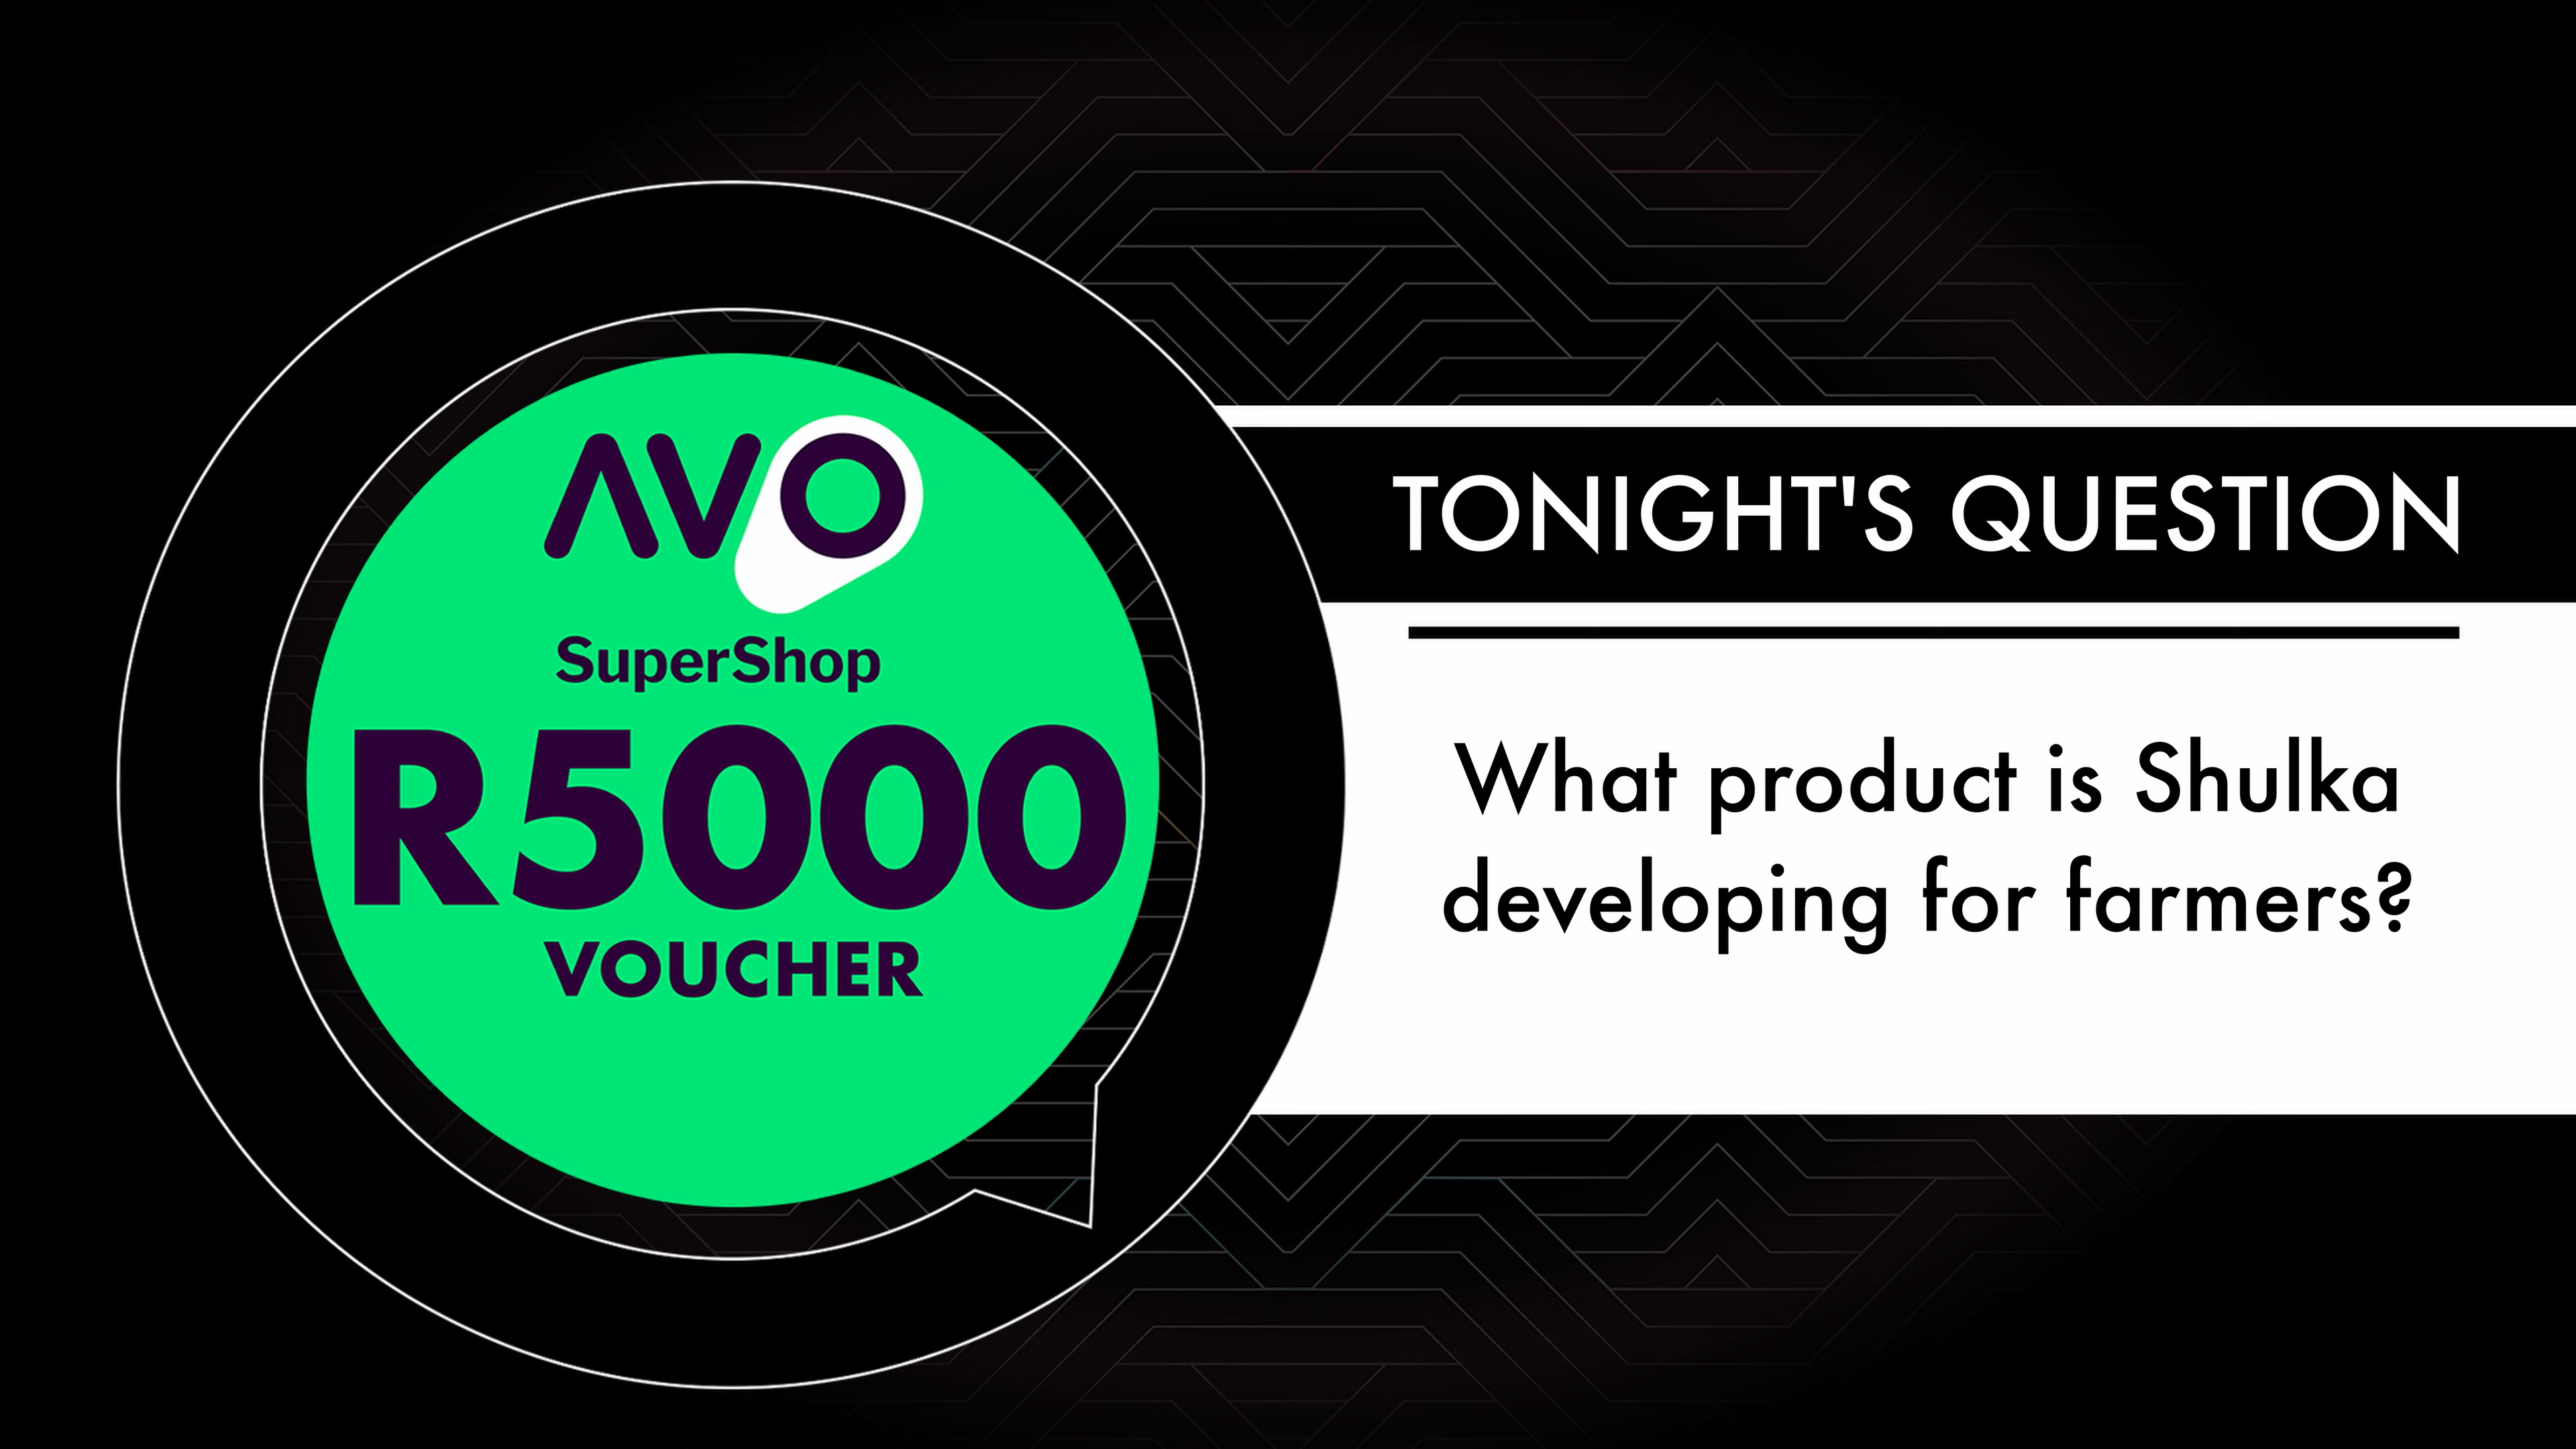 AVO
SuperShop
R5000
VOUCHER
TONIGHT'S QUESTION
What product is Shulka
developing for farmers?